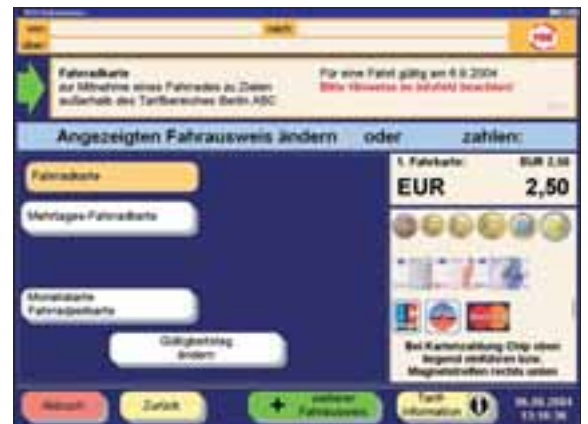 von: nach:
über:
Fahrradkarte
zur Mitnahme eines Fahrrades zu Zielen
außerhalb des Tarifbereiches Berlin ABC
Für eine Fahrt gültig am 6.9.2004
Bitte Hinweise im Infofeld beachten!
Angezeigten Fahrausweis ändern oder zahlen:
Fahrradkarte
Mehrtages-Fahrradkarte
Monatskarte
Gültigkeitstag
ändern
1. Fahrkarte: EUR 2,50
EUR 2,50
Bei Kartenzahlung Chip oben
liegend einführen bzw.
Magnetstreifen rechts unten
Abbruch
Zurück
+ weiterer
Fahrausweis
Tarif-
information
06.09.2004
13:16:36